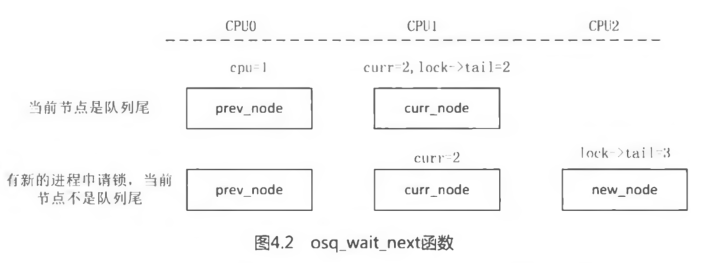 CPU0 CPU1 CPU2
cpu=1 curr=2,lock->tail=2
当前节点是队列尾 prev_node curr_node
curr=2 lock->tail=3
有新的进程申请锁，当前
节点不是队列尾
prev_node curr_node new_node
图4.2 osq_wait_next函数